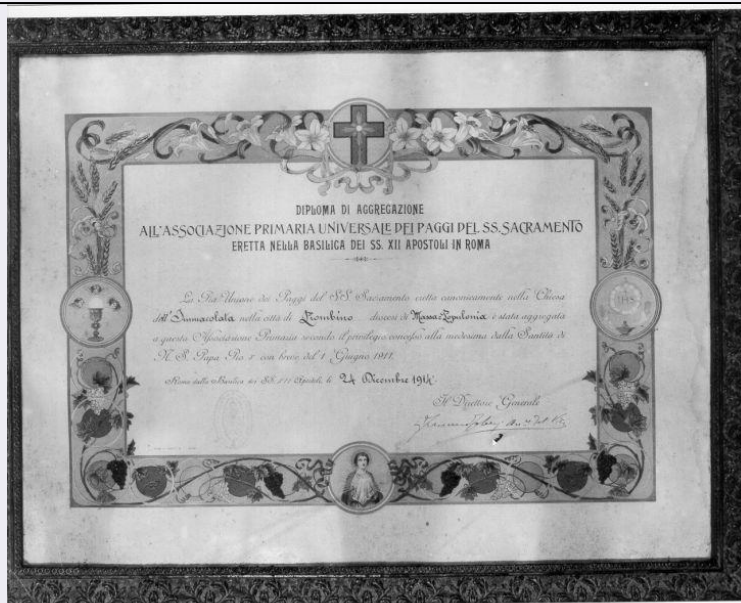 DIPLOMA DI AGGREGAZIONE
ALL'ASSOCIAZIONE PRIMARIA UNIVERSALE DEI PAGGI DEL SS. SACRAMENTO
ERETTA NELLA BASILICA DEI SS. XII APOSTOLI IN ROMA
La Pia Unione dei Paggi del SS. Sacramento eretta canonicamente nella Chiesa
dell'Immacolata nella città di Piombino diocesi di Massa-Populonia è stata aggregata
a questa Associazione Primaria secondo il privilegio concesso alla medesima dalla Santità di
N. S. Papa Pio X con breve del 1 Giugno 1911.
Roma dalla Basilica dei SS. XII Apostoli, li 24 Dicembre 1914.
Il Direttore Generale